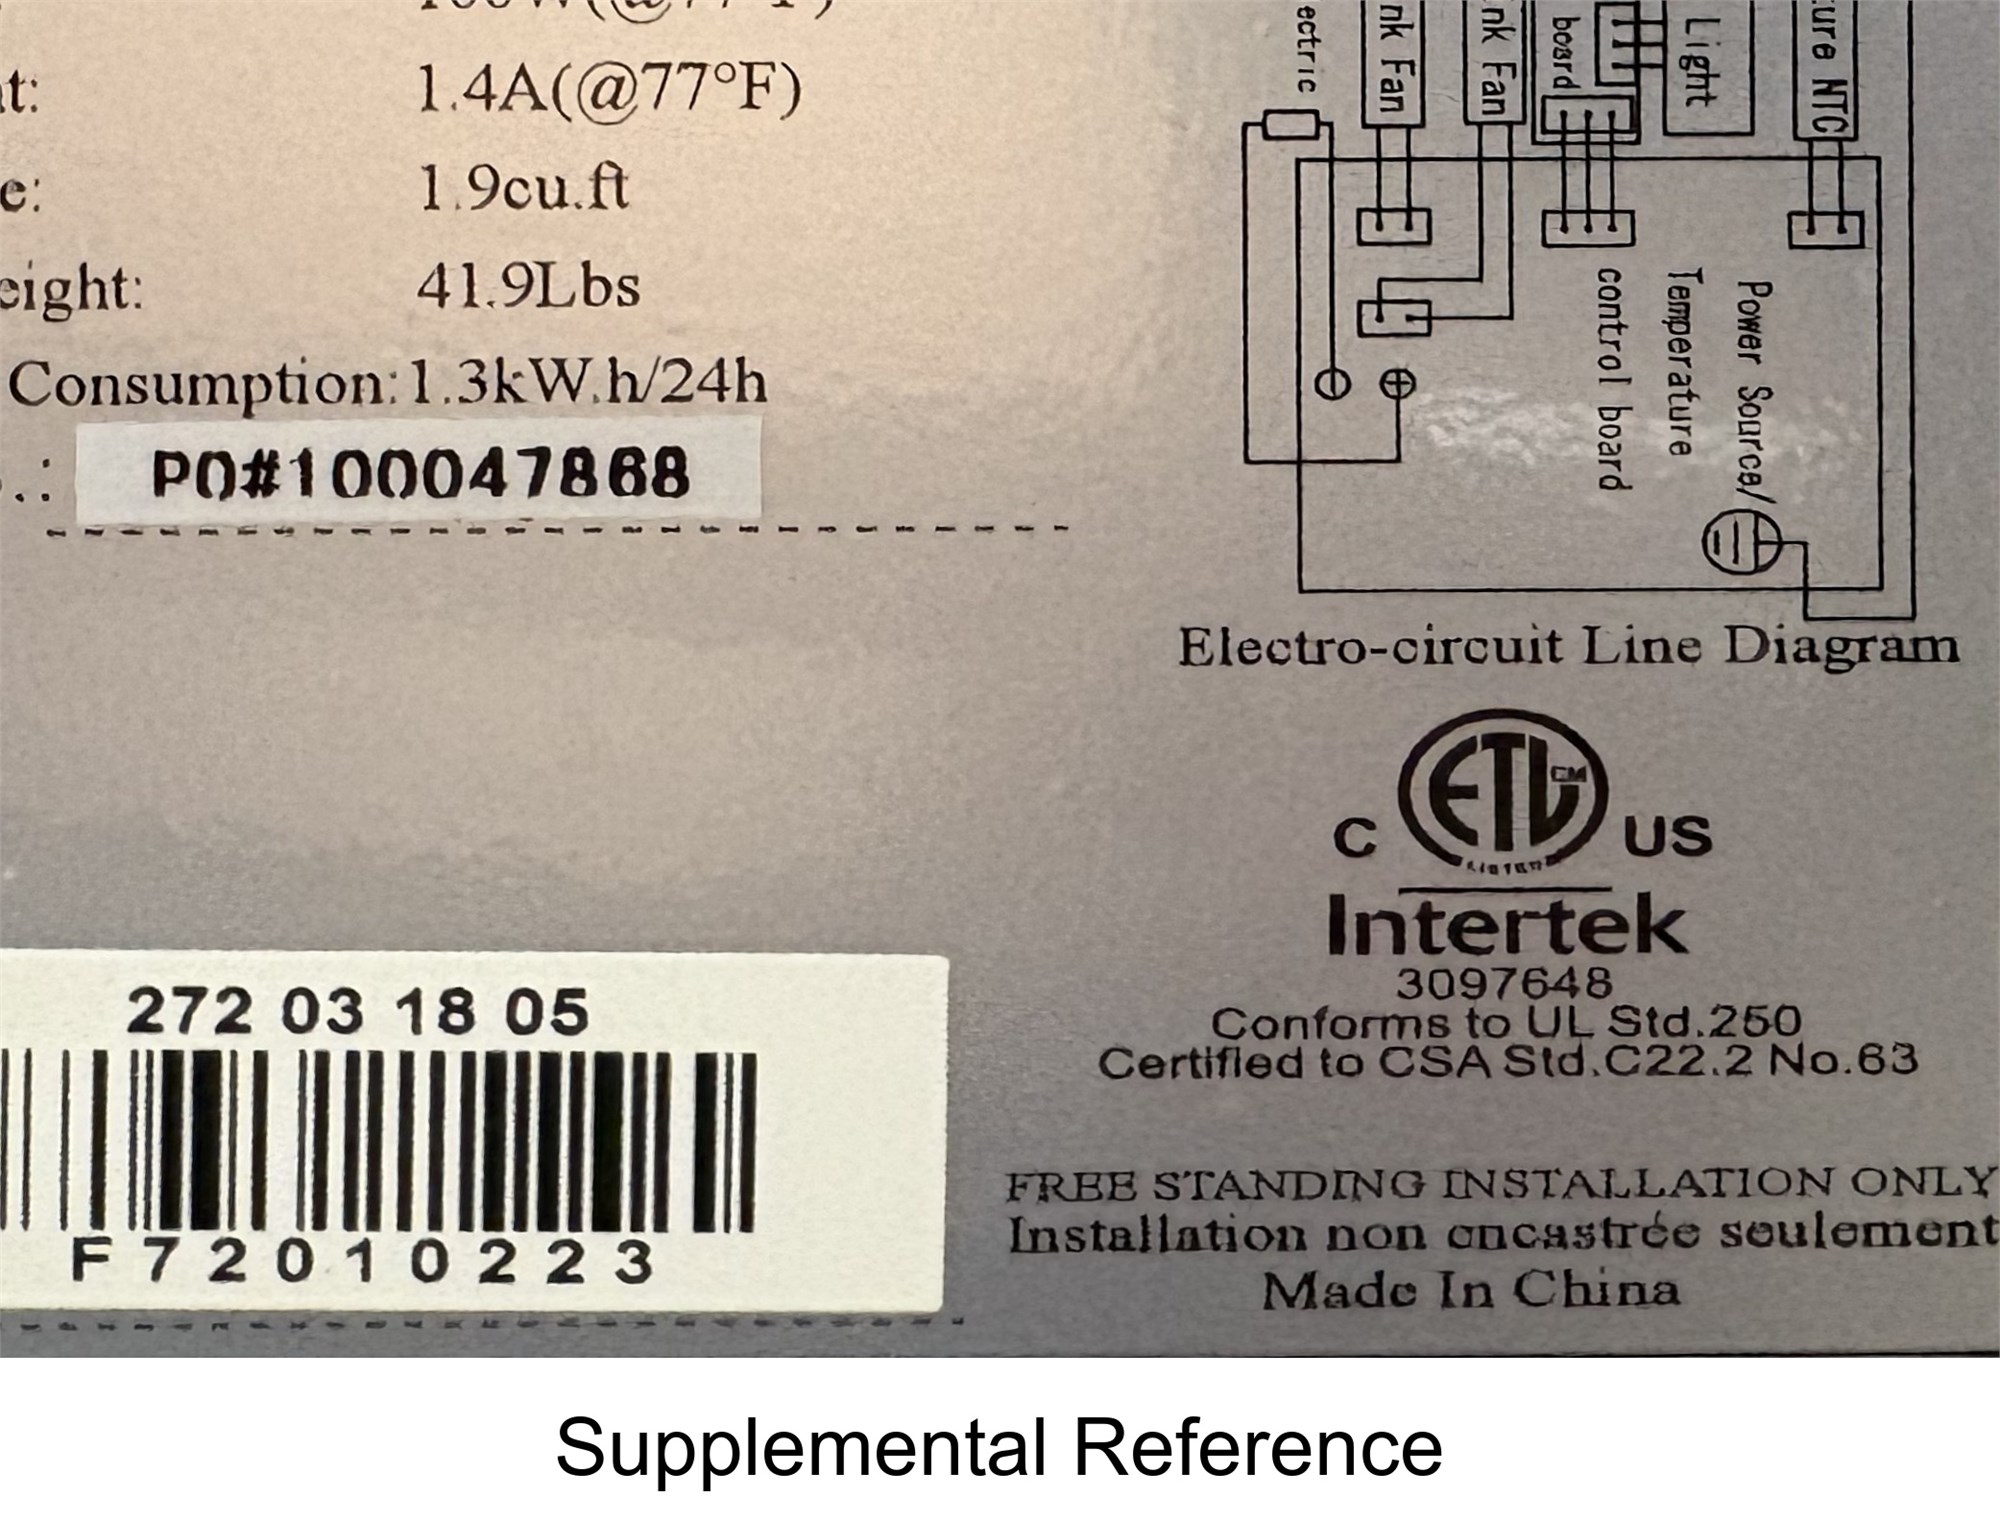 1.4A(@77°F)
1.9cu.ft
eight:
41.9Lbs
Consumption:1.3kW.h/24h
PO#100047868
272 03 18 05
F72010223
ectric
nk Fan
nk Fan
board
Light
ure NTC
control board
Temperature
Power Source/
Electro-circuit Line Diagram
C ETL CM US
LISTED
Intertek
3097648
Conforms to UL Std.250
Certified to CSA Std.C22.2 No.63
FREE STANDING INSTALLATION ONLY
Installation non encastrée seulement
Made In China
Supplemental Reference